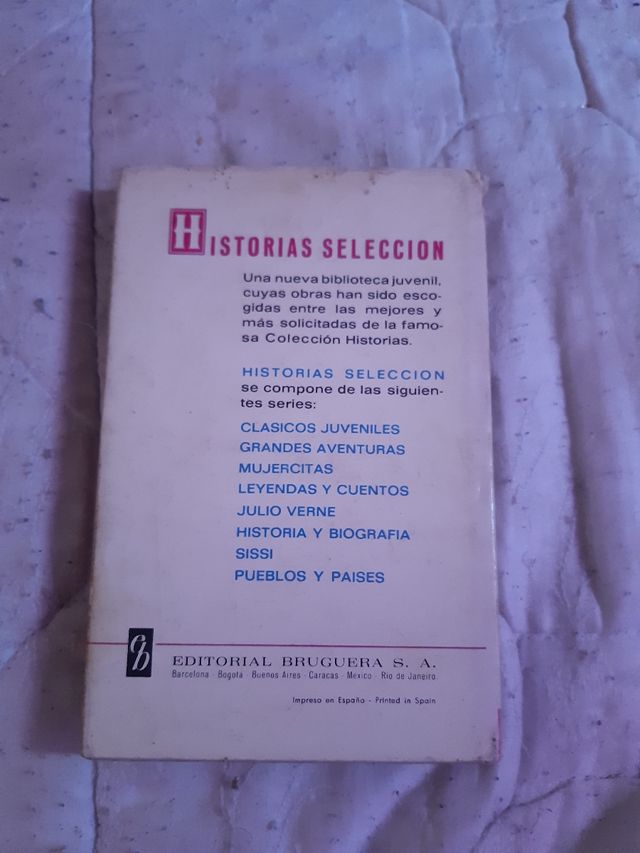 HISTORIAS SELECCION
Una nueva biblioteca juvenil,
cuyas obras han sido esco-
gidas entre las mejores y
más solicitadas de la famo-
sa Colección Historias.
HISTORIAS SELECCION
se compone de las siguien-
tes series:
CLASICOS JUVENILES
GRANDES AVENTURAS
MUJERCITAS
LEYENDAS Y CUENTOS
JULIO VERNE
HISTORIA Y BIOGRAFIA
SISSI
PUEBLOS Y PAISES
EDITORIAL BRUGUERA S. A.
Barcelona · Bogotá · Buenos Aires · Caracas · Mexico · Rio de Janeiro.
Impreso en España - Printed in Spain